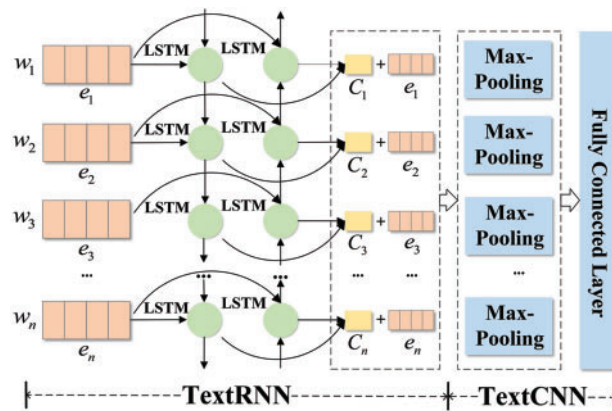 w1 e1 LSTM LSTM C1 + e1 Max-Pooling
w2 e2 LSTM LSTM C2 + e2 Max-Pooling
w3 e3 LSTM LSTM C3 + e3 Max-Pooling
... ... ... ... ... ...
wn en LSTM LSTM Cn + en Max-Pooling
Fully Connected Layer
TextRNN TextCNN